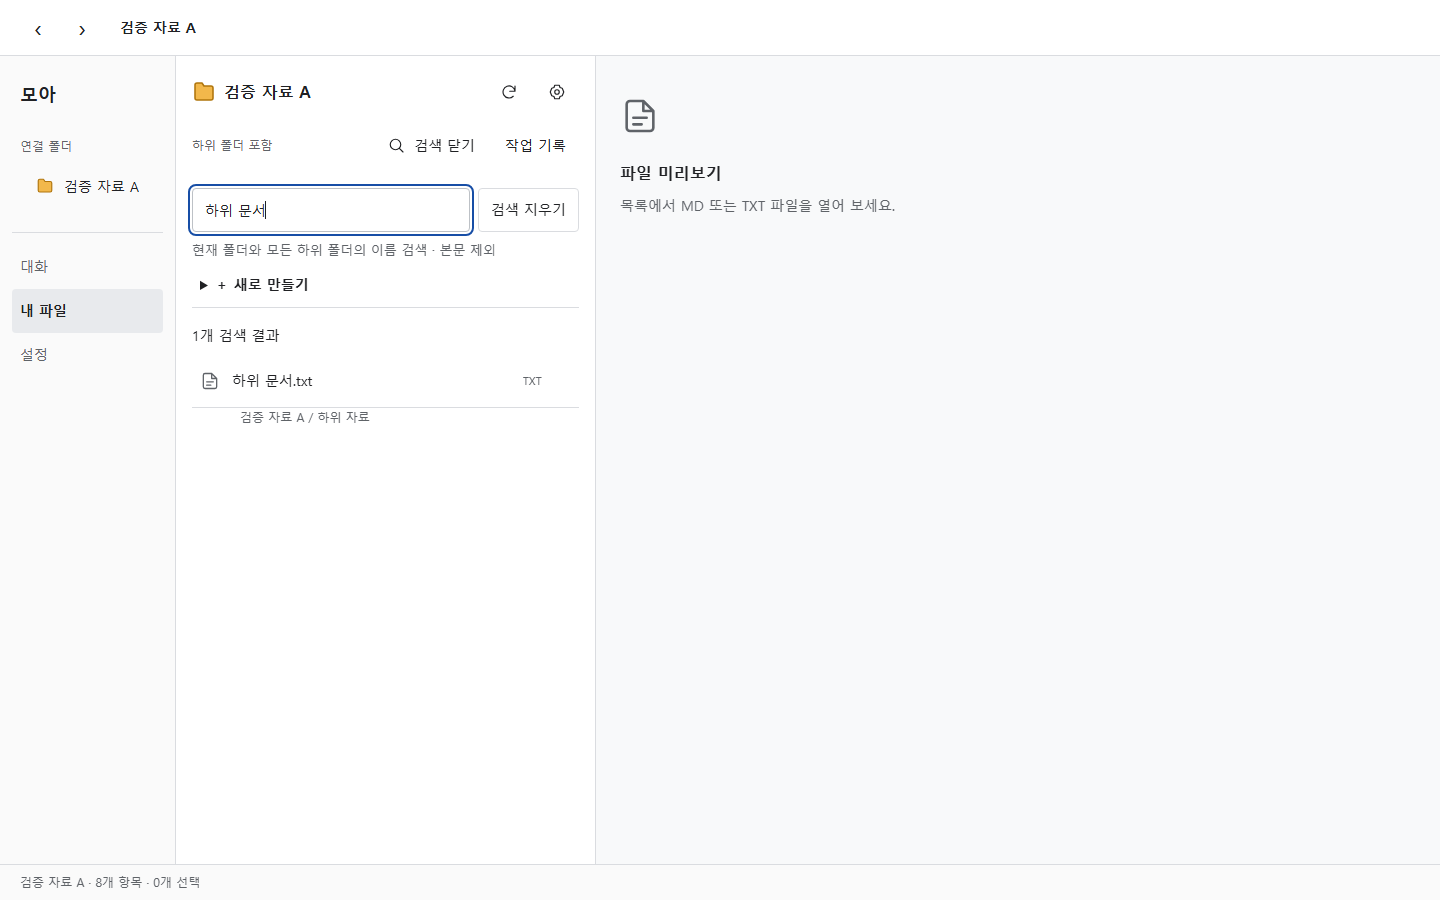 ‹ › 검증 자료 A
모아
연결 폴더
검증 자료 A
대화
내 파일
설정
검증 자료 A
하위 폴더 포함
검색 닫기
작업 기록
하위 문서
검색 지우기
현재 폴더와 모든 하위 폴더의 이름 검색 · 본문 제외
▶ + 새로 만들기
1개 검색 결과
하위 문서.txt
TXT
검증 자료 A / 하위 자료
파일 미리보기
목록에서 MD 또는 TXT 파일을 열어 보세요.
검증 자료 A · 8개 항목 · 0개 선택